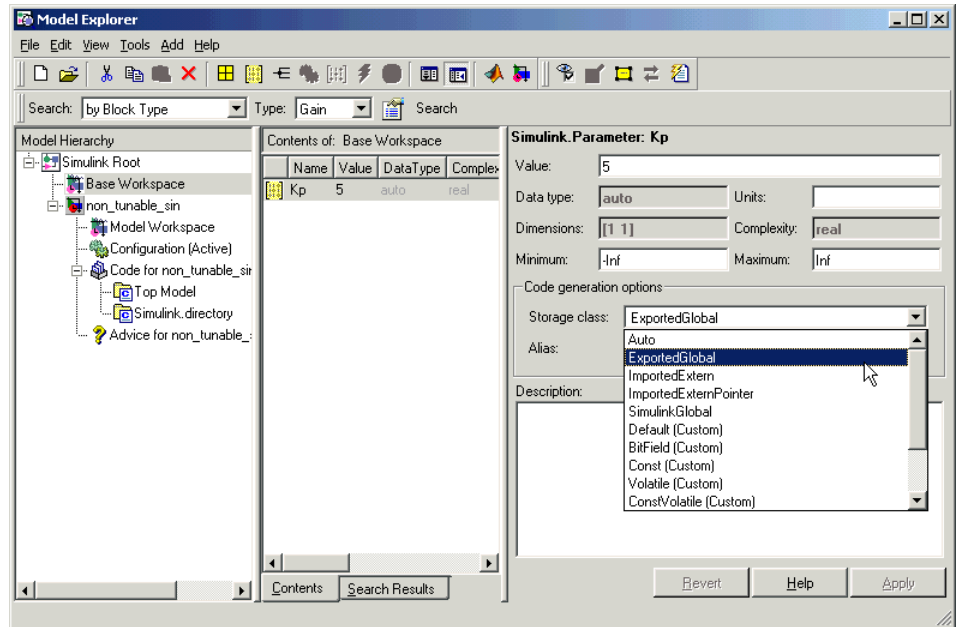 Model Explorer
File Edit View Tools Add Help
Search: by Block Type Type: Gain Search
Model Hierarchy
Simulink Root
Base Workspace
non_tunable_sin
Model Workspace
Configuration (Active)
Code for non_tunable_sin
Top Model
Simulink.directory
Advice for non_tunable_
Contents of: Base Workspace
Name Value DataType Complex
Kp 5 auto real
Contents Search Results
Simulink.Parameter: Kp
Value: 5
Data type: auto Units:
Dimensions: [1 1] Complexity: real
Minimum: -Inf Maximum: Inf
Code generation options
Storage class: ExportedGlobal
Alias:
Auto
ExportedGlobal
ImportedExtern
ImportedExternPointer
SimulinkGlobal
Default (Custom)
BitField (Custom)
Const (Custom)
Volatile (Custom)
ConstVolatile (Custom)
Description:
Revert Help Apply